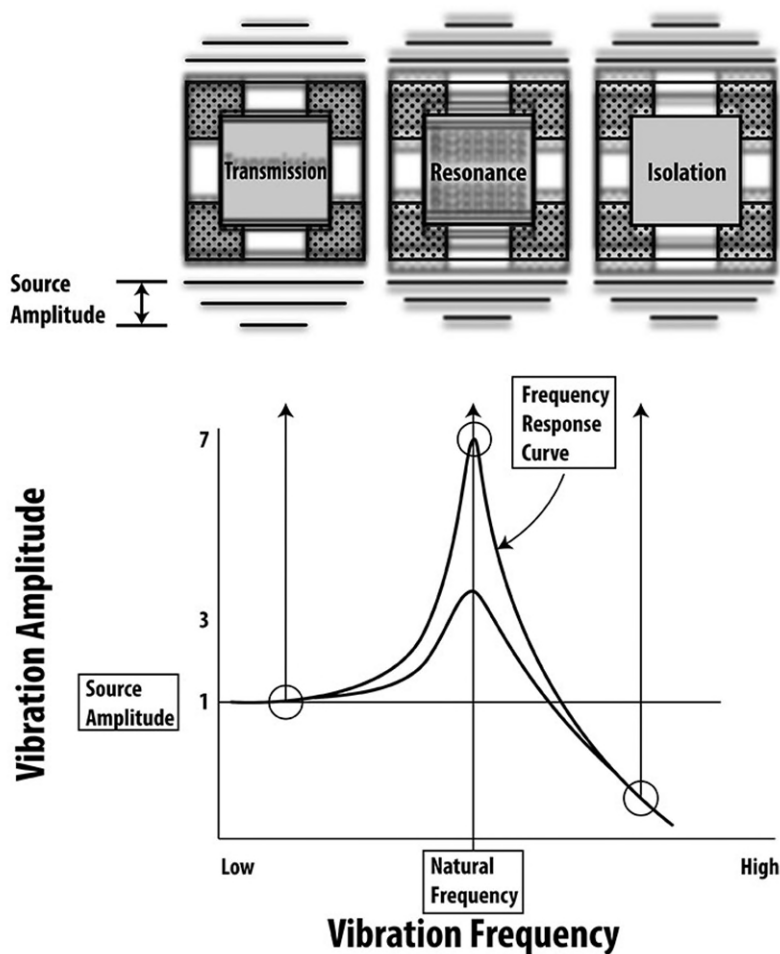 Transmission
Resonance
Isolation
Source
Amplitude
Frequency
Response
Curve
7
3
1
Vibration Amplitude
Source
Amplitude
Low
Natural
Frequency
High
Vibration Frequency